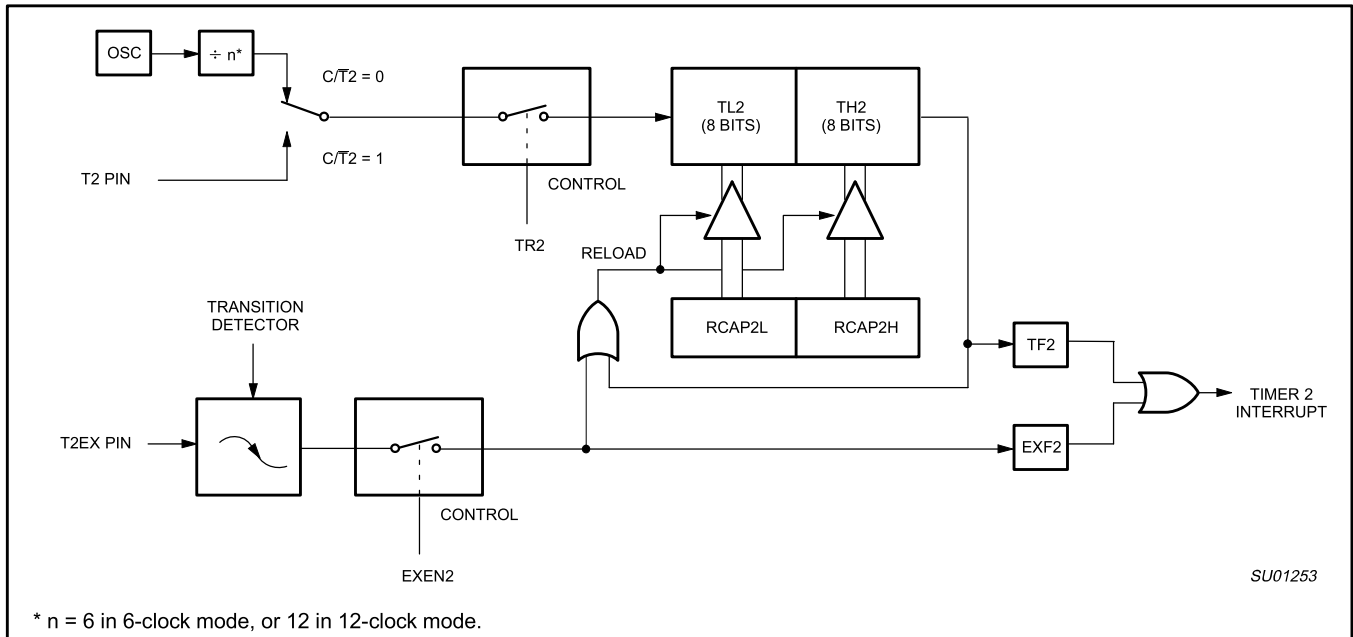 OSC
÷ n*
C/T̅2 = 0
C/T̅2 = 1
T2 PIN
CONTROL
TR2
TL2
(8 BITS)
TH2
(8 BITS)
RELOAD
RCAP2L
RCAP2H
TRANSITION
DETECTOR
T2EX PIN
CONTROL
EXEN2
TF2
EXF2
TIMER 2
INTERRUPT
SU01253
* n = 6 in 6-clock mode, or 12 in 12-clock mode.